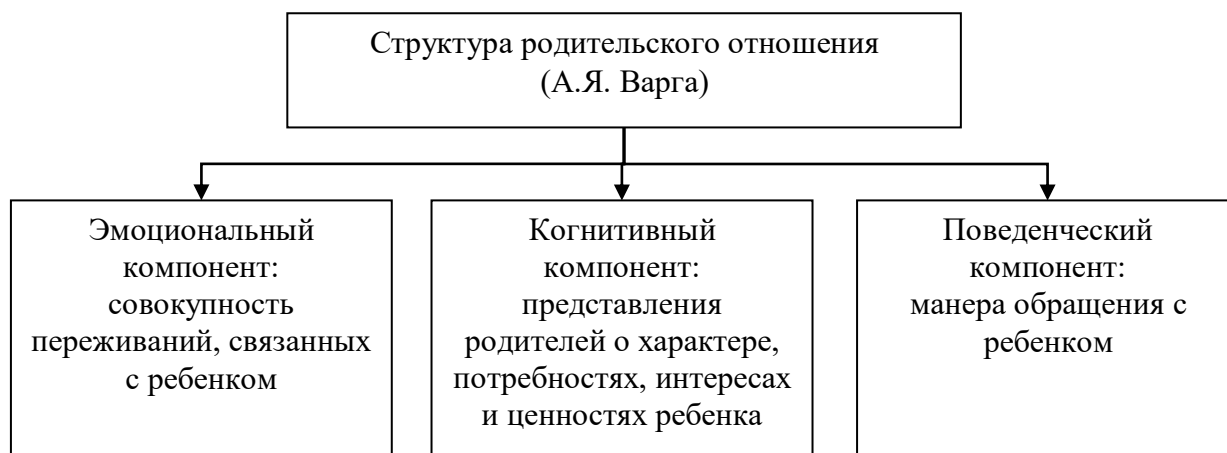 Структура родительского отношения
(А.Я. Варга)
Эмоциональный
компонент:
совокупность
переживаний, связанных
с ребенком
Когнитивный
компонент:
представления
родителей о характере,
потребностях, интересах
и ценностях ребенка
Поведенческий
компонент:
манера обращения с
ребенком